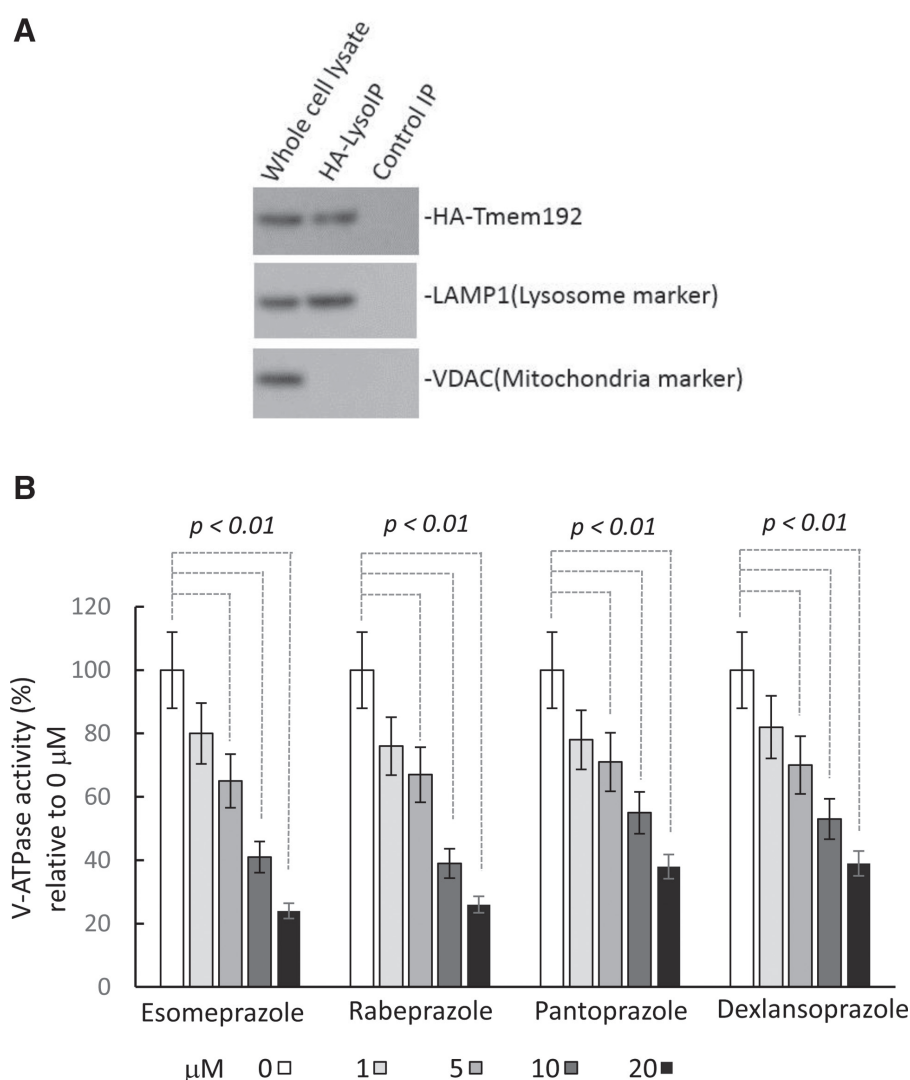 A
Whole cell lysate
HA-LysoIP
Control IP
-HA-Tmem192
-LAMP1(Lysosome marker)
-VDAC(Mitochondria marker)
B
p < 0.01 p < 0.01 p < 0.01 p < 0.01
V-ATPase activity (%)
relative to 0 µM
120
100
80
60
40
20
0
Esomeprazole Rabeprazole Pantoprazole Dexlansoprazole
µM 0 1 5 10 20